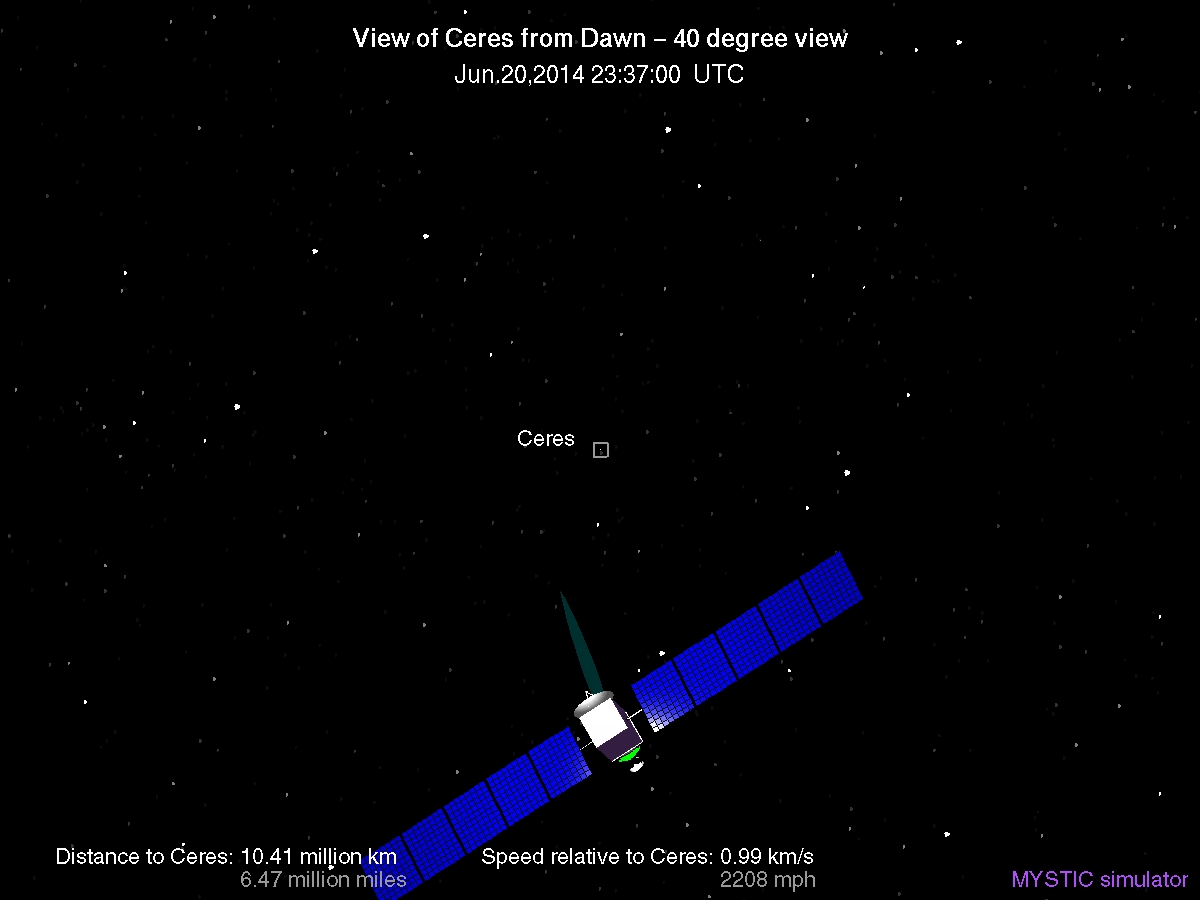 View of Ceres from Dawn – 40 degree view
Jun.20,2014 23:37:00 UTC
Ceres
Distance to Ceres: 10.41 million km
6.47 million miles
Speed relative to Ceres: 0.99 km/s
2208 mph
MYSTIC simulator